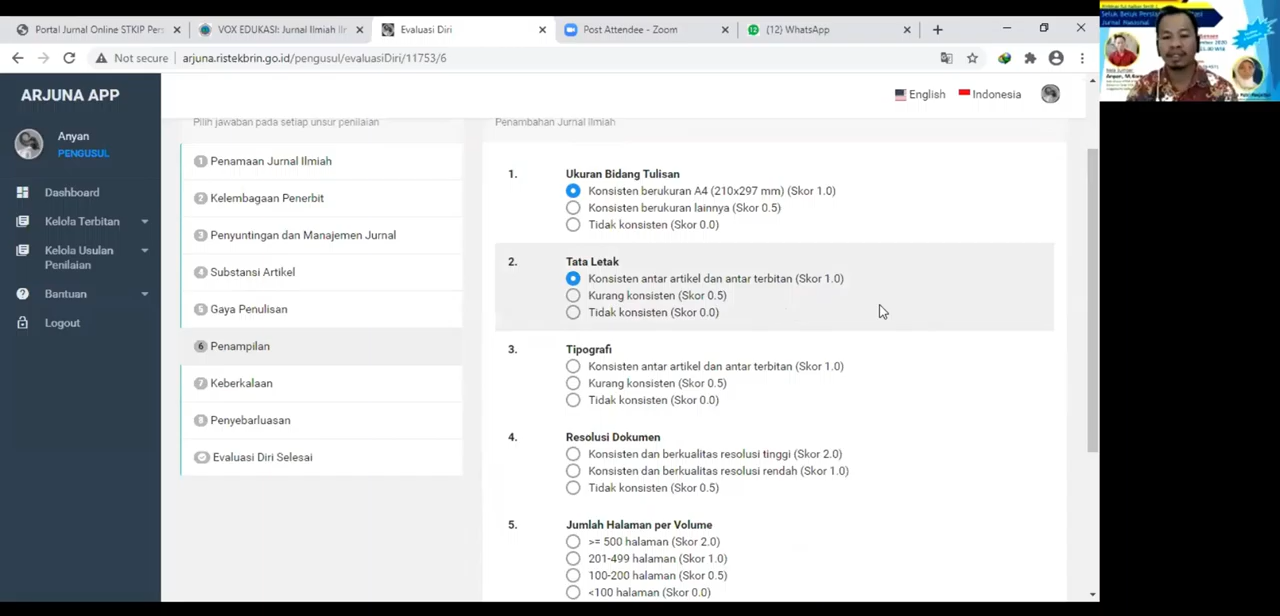 Portal Jurnal Online STKIP Pers
VOX EDUKASI: Jurnal Ilmiah Il
Evaluasi Diri
Post Attendee - Zoom
(12) WhatsApp
Not secure
arjuna.ristekbrin.go.id/pengusul/evaluasiDiri/11753/6
ARJUNA APP
Anyan
PENGUSUL
Dashboard
Kelola Terbitan
Kelola Usulan
Penilaian
Bantuan
Logout
English
Indonesia
Pilih jawaban pada setiap unsur penilaian
1 Penamaan Jurnal Ilmiah
2 Kelembagaan Penerbit
3 Penyuntingan dan Manajemen Jurnal
4 Substansi Artikel
5 Gaya Penulisan
6 Penampilan
7 Keberkalaan
8 Penyebarluasan
Evaluasi Diri Selesai
Penambahan Jurnal Ilmiah
1. Ukuran Bidang Tulisan
Konsisten berukuran A4 (210x297 mm) (Skor 1.0)
Konsisten berukuran lainnya (Skor 0.5)
Tidak konsisten (Skor 0.0)
2. Tata Letak
Konsisten antar artikel dan antar terbitan (Skor 1.0)
Kurang konsisten (Skor 0.5)
Tidak konsisten (Skor 0.0)
3. Tipografi
Konsisten antar artikel dan antar terbitan (Skor 1.0)
Kurang konsisten (Skor 0.5)
Tidak konsisten (Skor 0.0)
4. Resolusi Dokumen
Konsisten dan berkualitas resolusi tinggi (Skor 2.0)
Konsisten dan berkualitas resolusi rendah (Skor 1.0)
Tidak konsisten (Skor 0.5)
5. Jumlah Halaman per Volume
>= 500 halaman (Skor 2.0)
201-499 halaman (Skor 1.0)
100-200 halaman (Skor 0.5)
<100 halaman (Skor 0.0)
Jurnal Nasional